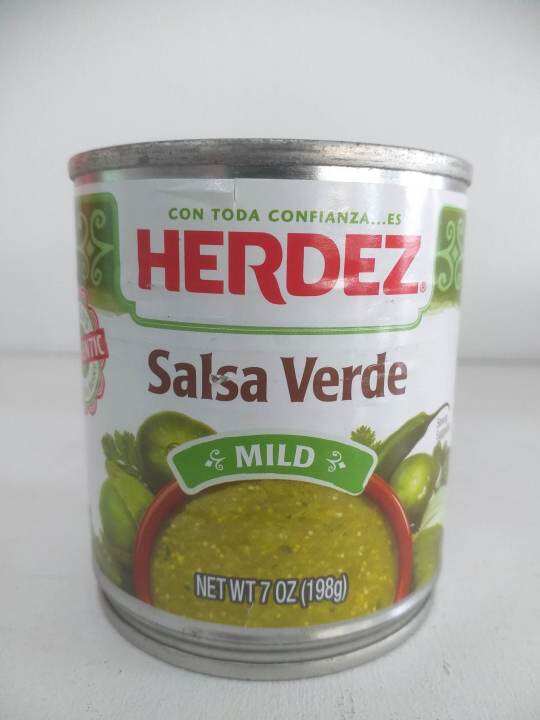 CON TODA CONFIANZA...ES
HERDEZ®
Salsa Verde
MILD
NET WT 7 OZ (198g)